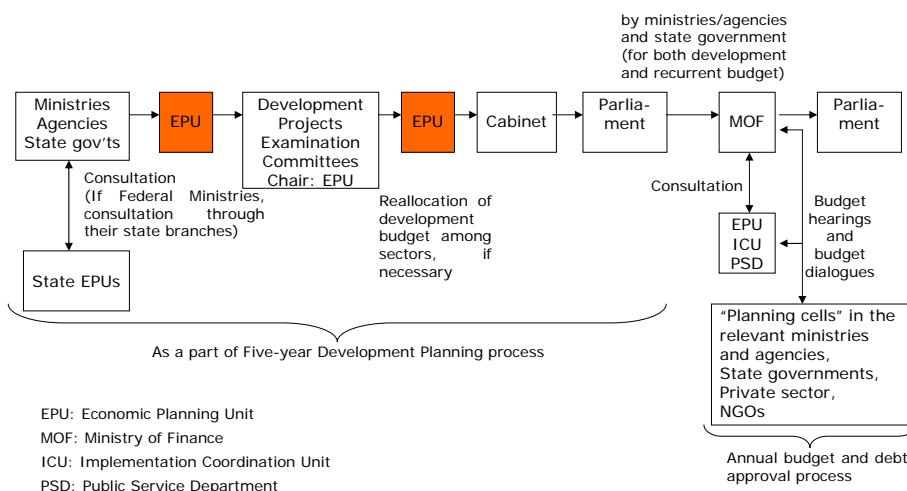 by ministries/agencies
and state government
(for both development
and recurrent budget)
Ministries
Agencies
State gov'ts
EPU
Development
Projects
Examination
Committees
Chair: EPU
EPU
Cabinet
Parlia-
ment
MOF
Parlia-
ment
Consultation
(If Federal Ministries,
consultation through
their state branches)
State EPUs
Reallocation of
development
budget among
sectors, if
necessary
Consultation
EPU
ICU
PSD
Budget
hearings
and
budget
dialogues
"Planning cells" in the
relevant ministries
and agencies,
State governments,
Private sector,
NGOs
As a part of Five-year Development Planning process
Annual budget and debt
approval process
EPU: Economic Planning Unit
MOF: Ministry of Finance
ICU: Implementation Coordination Unit
PSD: Public Service Department